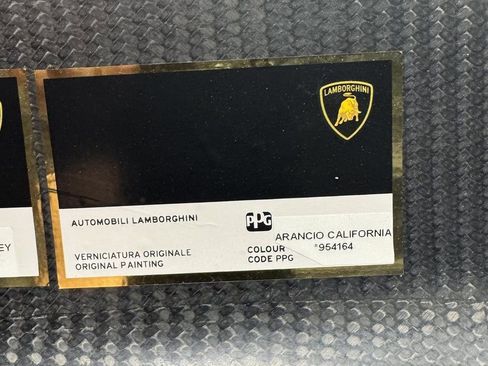 LAMBORGHINI
AUTOMOBILI LAMBORGHINI
PPG
ARANCIO CALIFORNIA
EY
VERNICIATURA ORIGINALE
COLOUR *954164
ORIGINAL PAINTING
CODE PPG